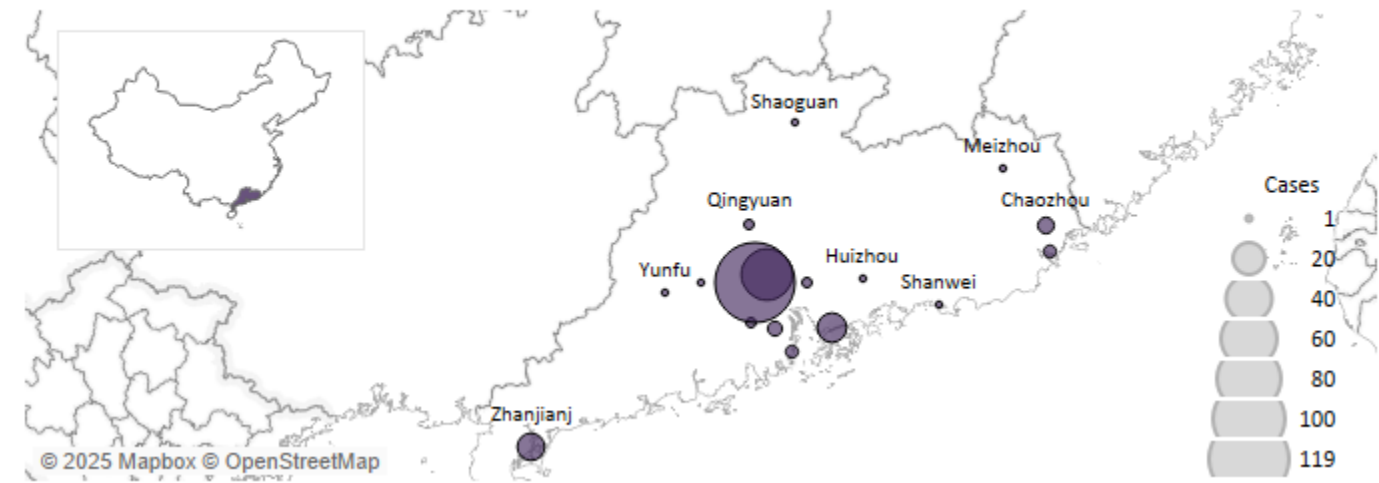 Shaoguan
Meizhou
Cases
Qingyuan
Chaozhou
1
Huizhou
20
Yunfu
Shanwei
40
60
80
Zhanjianj
100
© 2025 Mapbox © OpenStreetMap
119